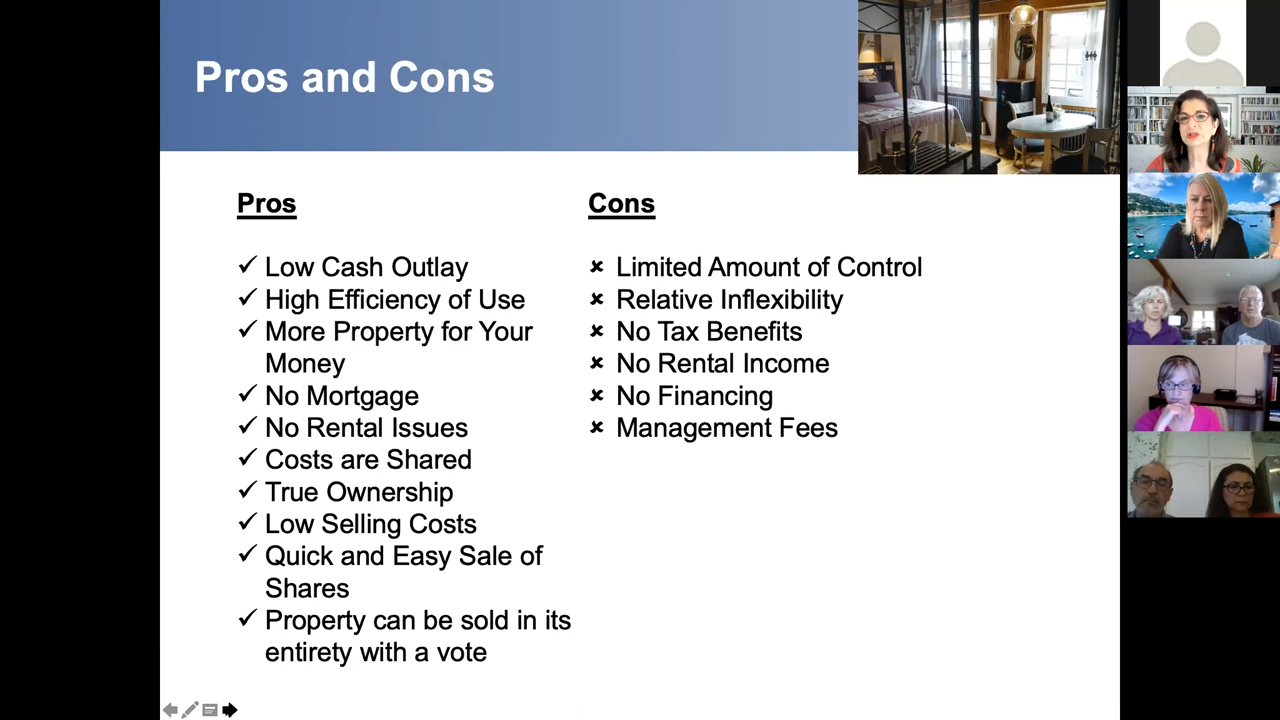 Pros and Cons
Pros
✓ Low Cash Outlay
✓ High Efficiency of Use
✓ More Property for Your
Money
✓ No Mortgage
✓ No Rental Issues
✓ Costs are Shared
✓ True Ownership
✓ Low Selling Costs
✓ Quick and Easy Sale of
Shares
✓ Property can be sold in its
entirety with a vote
Cons
✘ Limited Amount of Control
✘ Relative Inflexibility
✘ No Tax Benefits
✘ No Rental Income
✘ No Financing
✘ Management Fees